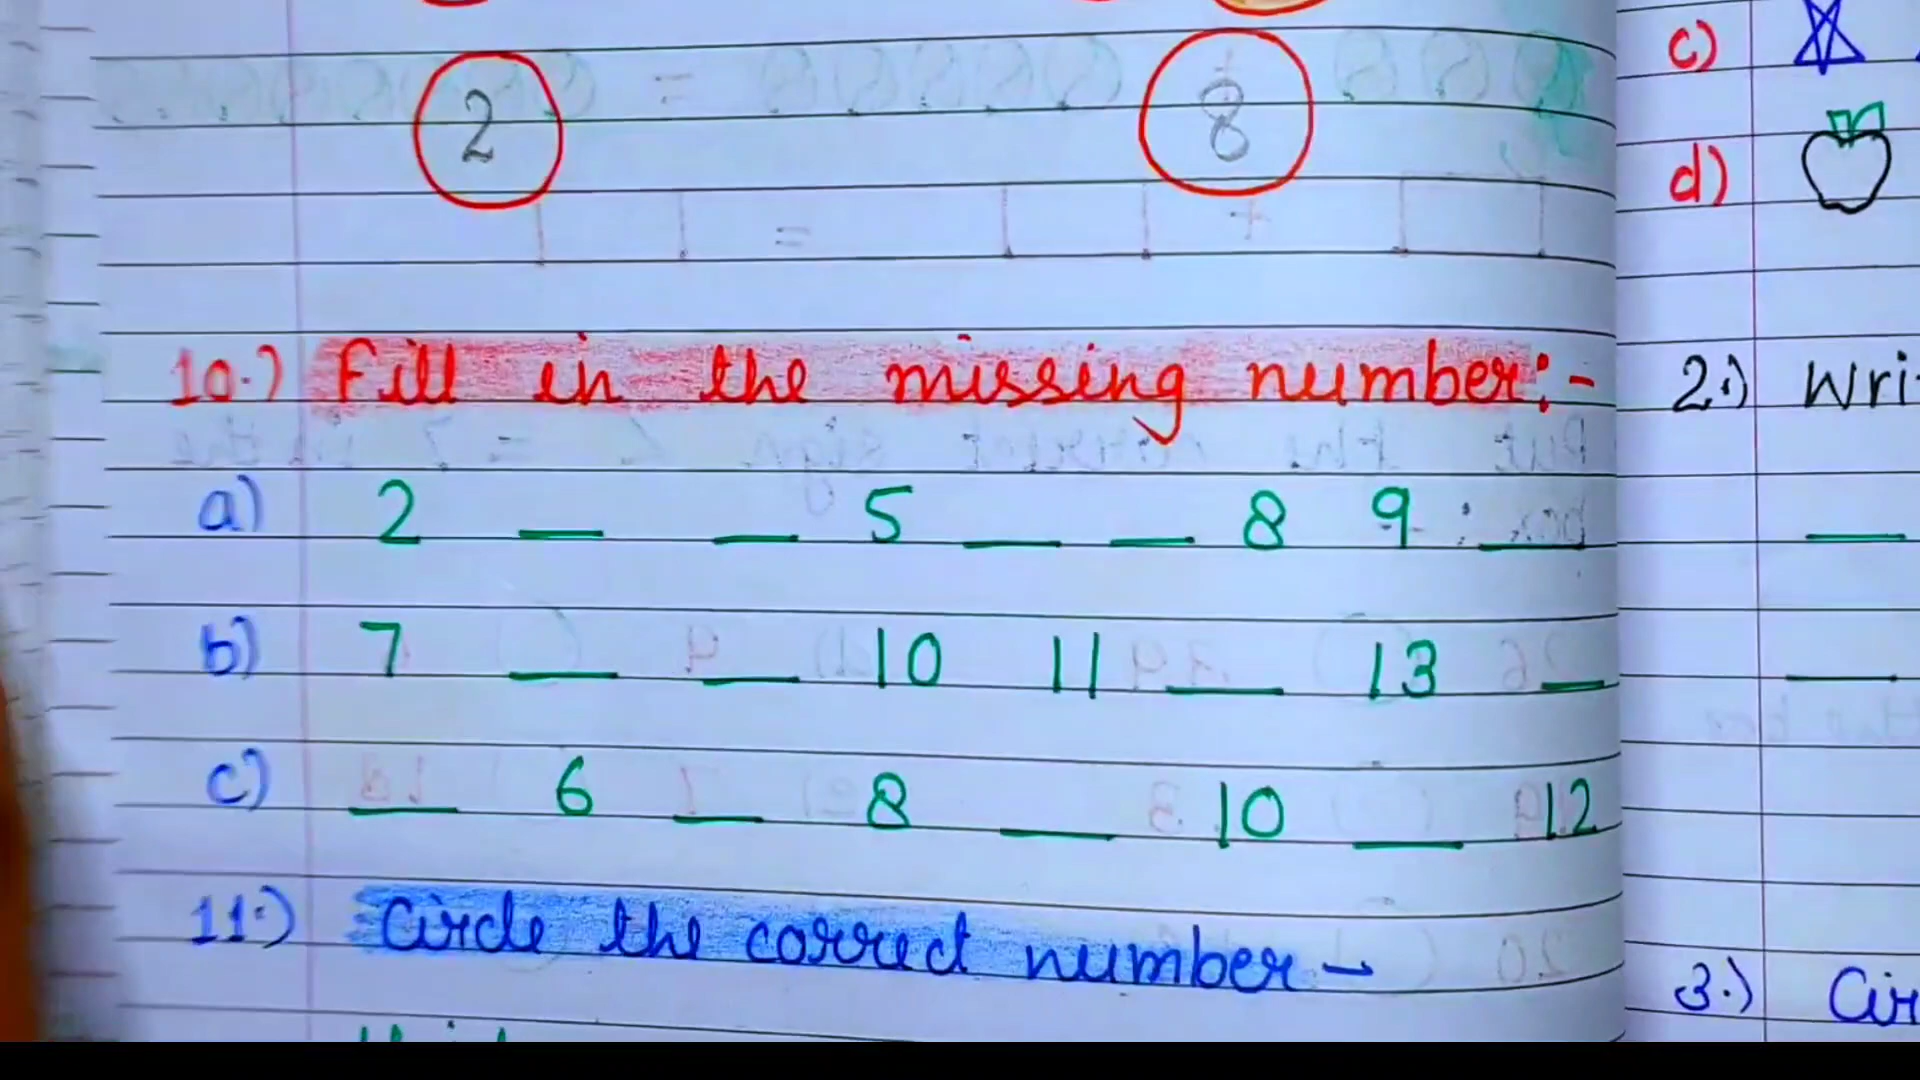 2 8
10.) Fill in the missing number:-
a) 2 __ __ 5 __ __ 8 9 __
b) 7 __ __ 10 11 __ 13 __
c) __ 6 __ 8 __ 10 __ 12
11.) Circle the correct number -
c)
d)
2.)
3.)